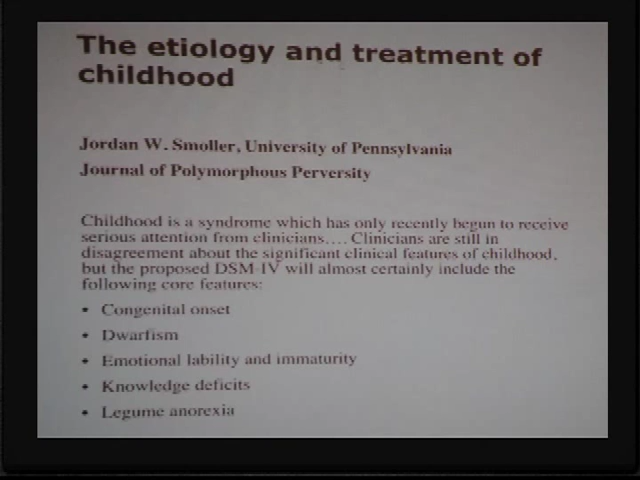 The etiology and treatment of
childhood
Jordan W. Smoller, University of Pennsylvania
Journal of Polymorphous Perversity
Childhood is a syndrome which has only recently begun to receive
serious attention from clinicians.... Clinicians are still in
disagreement about the significant clinical features of childhood,
but the proposed DSM-IV will almost certainly include the
following core features:
• Congenital onset
• Dwarfism
• Emotional lability and immaturity
• Knowledge deficits
• Legume anorexia